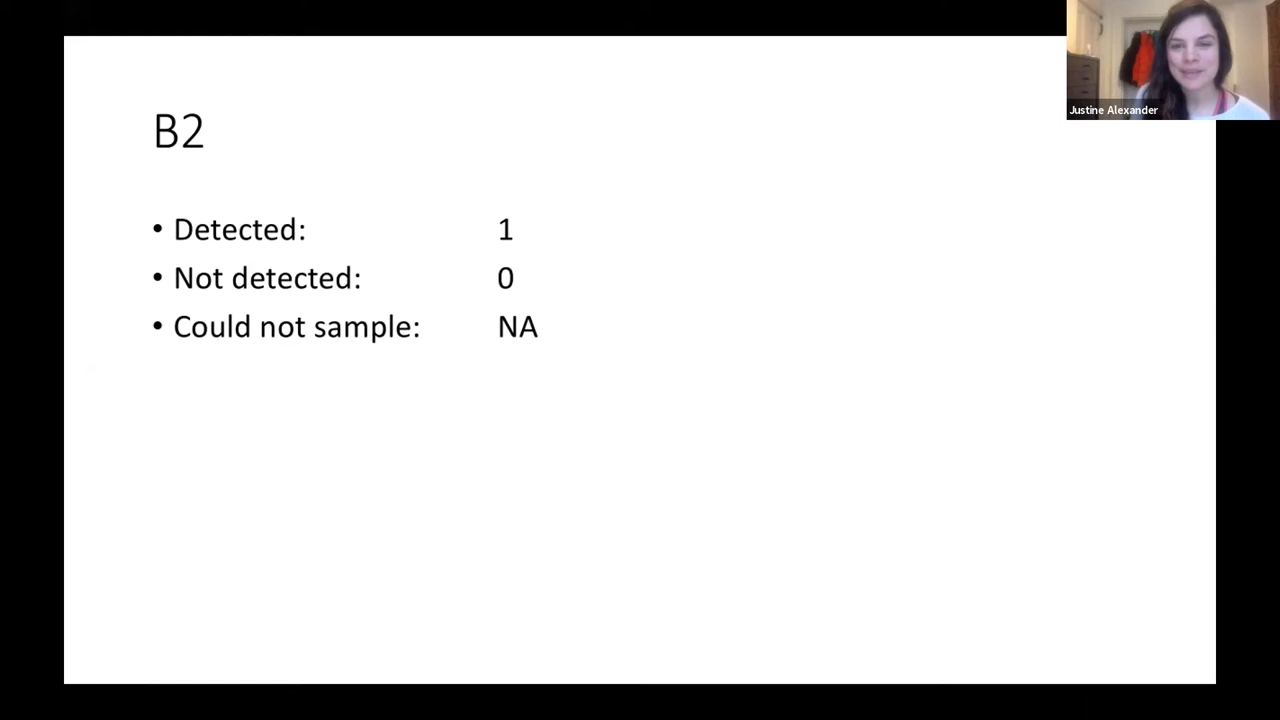 Justine Alexander
B2
• Detected: 1
• Not detected: 0
• Could not sample: NA